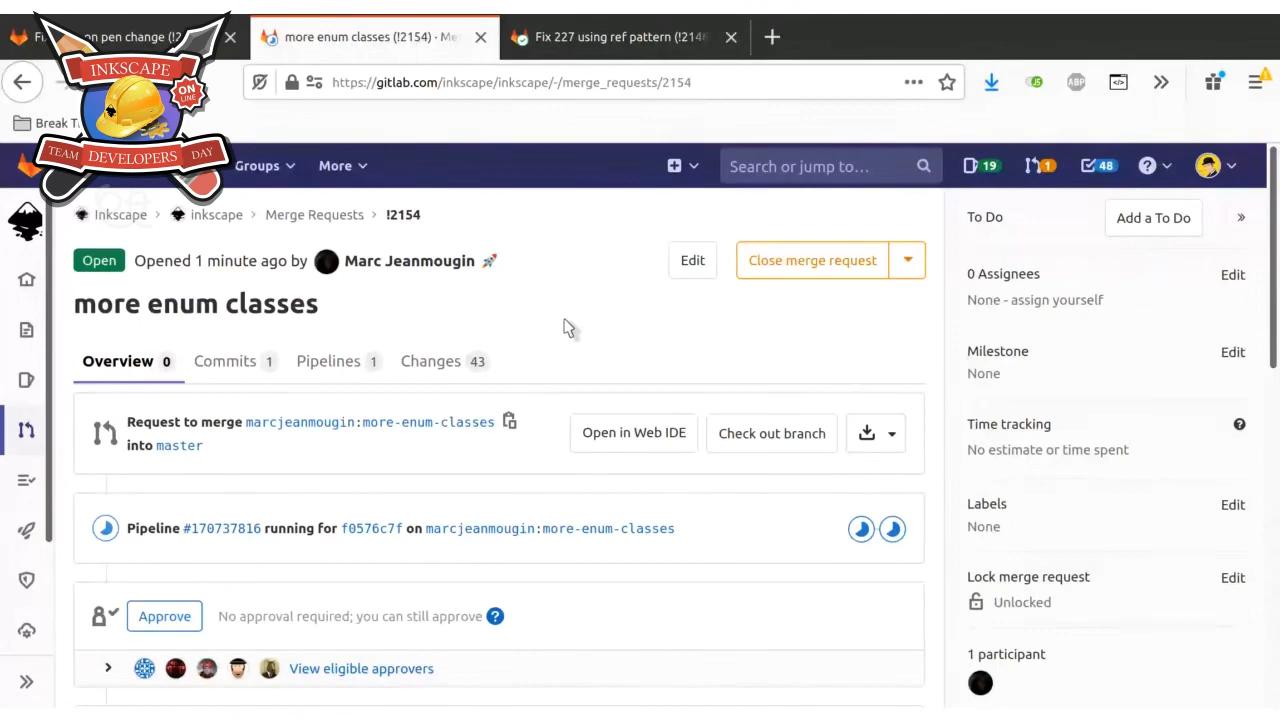 Fi
on pen change (!2
more enum classes (!2154) · Me
Fix 227 using ref pattern (!214
INKSCAPE
ON
LINE
TEAM
DEVELOPERS
DAY
https://gitlab.com/inkscape/inkscape/-/merge_requests/2154
JS
ABP
Break T
Groups
More
Search or jump to…
19
1
48
Inkscape › inkscape › Merge Requests › !2154
Open
Opened 1 minute ago by Marc Jeanmougin
Edit
Close merge request
more enum classes
Overview 0
Commits 1
Pipelines 1
Changes 43
Request to merge marcjeanmougin:more-enum-classes
into master
Open in Web IDE
Check out branch
Pipeline #170737816 running for f0576c7f on marcjeanmougin:more-enum-classes
Approve
No approval required; you can still approve
View eligible approvers
To Do
Add a To Do
0 Assignees
Edit
None - assign yourself
Milestone
Edit
None
Time tracking
No estimate or time spent
Labels
Edit
None
Lock merge request
Edit
Unlocked
1 participant